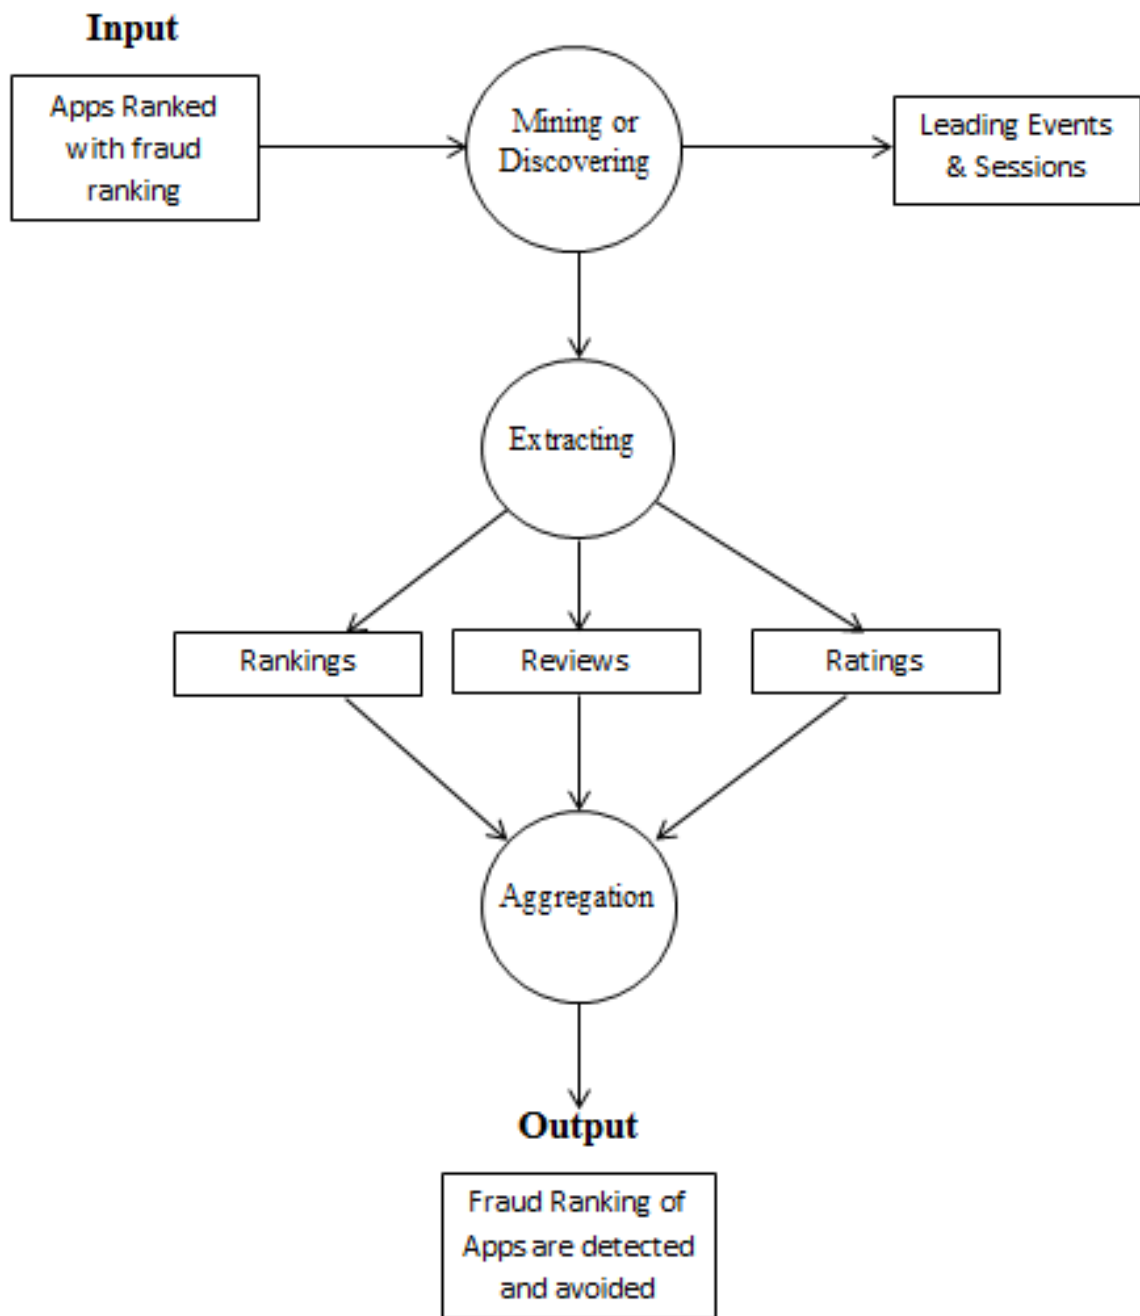 Input
Apps Ranked
with fraud
ranking
Mining or
Discovering
Leading Events
& Sessions
Extracting
Rankings
Reviews
Ratings
Aggregation
Output
Fraud Ranking of
Apps are detected
and avoided